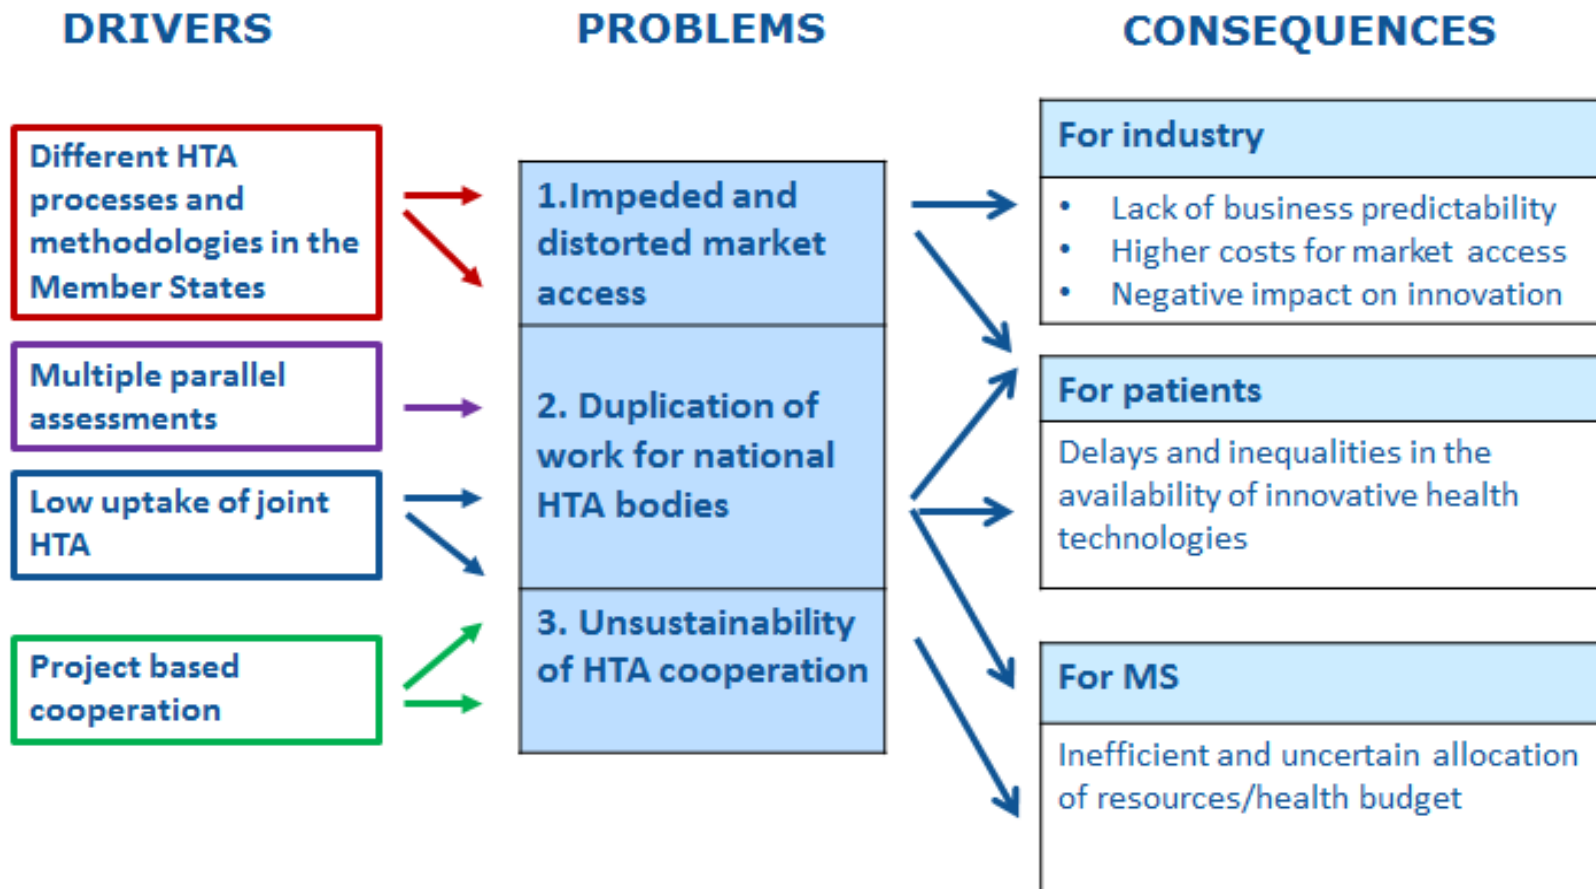 DRIVERS
Different HTA
processes and
methodologies in the
Member States
Multiple parallel
assessments
Low uptake of joint
HTA
Project based
cooperation
PROBLEMS
1.Impeded and
distorted market
access
2. Duplication of
work for national
HTA bodies
3. Unsustainability
of HTA cooperation
CONSEQUENCES
For industry
• Lack of business predictability
• Higher costs for market access
• Negative impact on innovation
For patients
Delays and inequalities in the
availability of innovative health
technologies
For MS
Inefficient and uncertain allocation
of resources/health budget